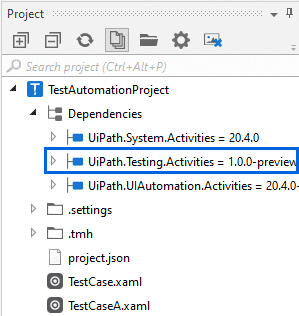 Project
Search project (Ctrl+Alt+P)
TestAutomationProject
Dependencies
UiPath.System.Activities = 20.4.0
UiPath.Testing.Activities = 1.0.0-preview
UiPath.UIAutomation.Activities = 20.4.0-
.settings
.tmh
project.json
TestCase.xaml
TestCaseA.xaml